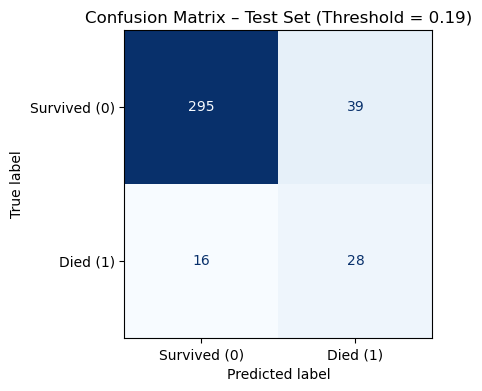 Confusion Matrix – Test Set (Threshold = 0.19)
True label
Survived (0)
295
39
Died (1)
16
28
Survived (0)
Died (1)
Predicted label